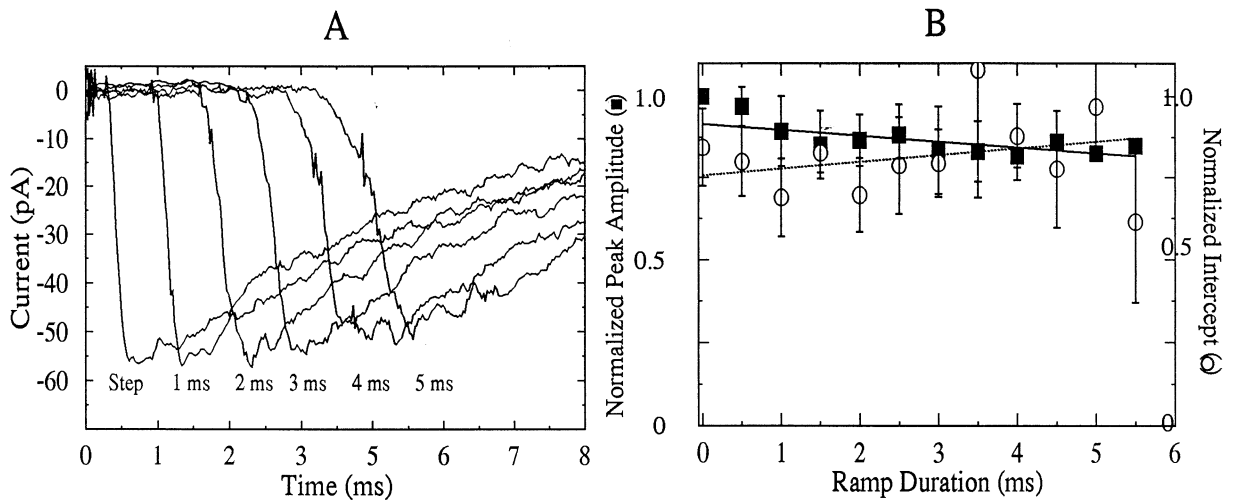 A
Current (pA)
0
-10
-20
-30
-40
-50
-60
Step
1 ms
2 ms
3 ms
4 ms
5 ms
0
1
2
3
4
5
6
7
8
Time (ms)
B
Normalized Peak Amplitude (■)
1.0
0.5
0
0
1
2
3
4
5
6
Ramp Duration (ms)
1.0
0.5
0
Normalized Intercept (O)